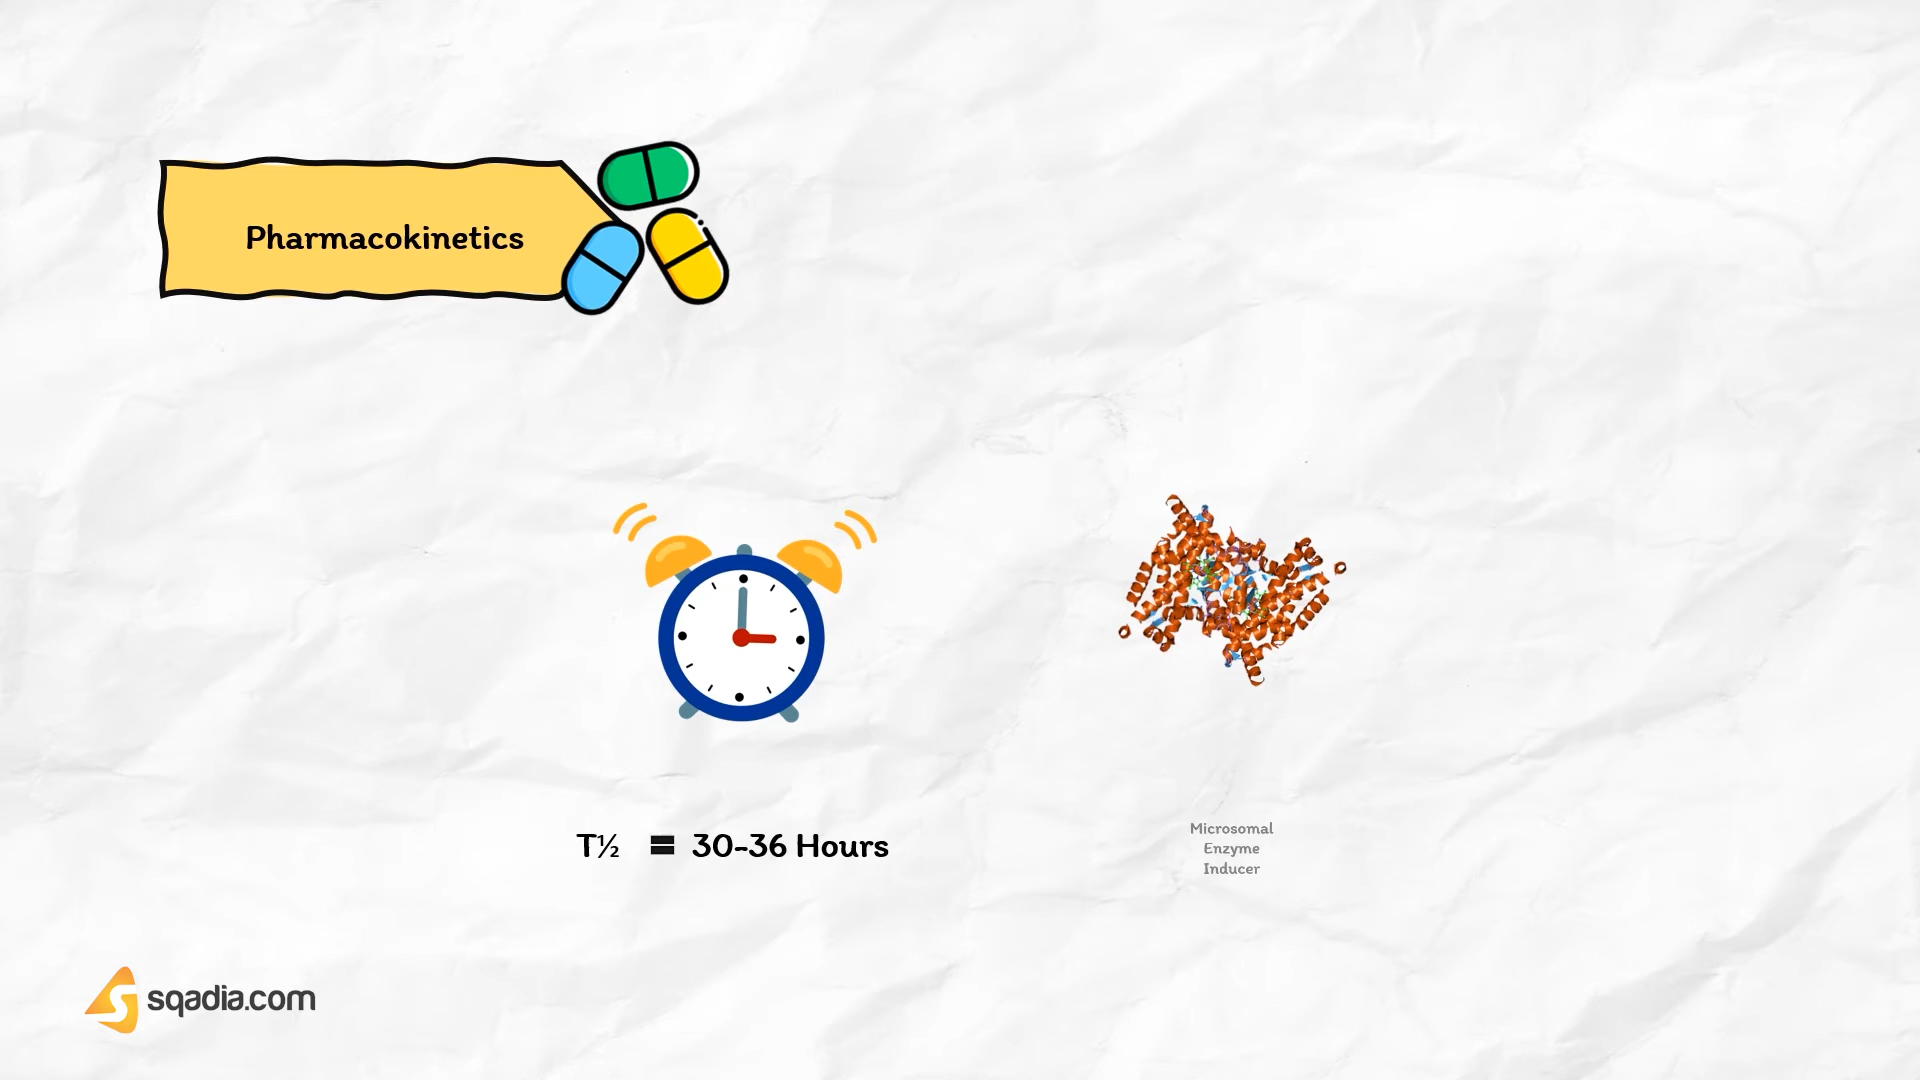 Pharmacokinetics
T½ = 30-36 Hours
Microsomal
Enzyme
Inducer
sqadia.com